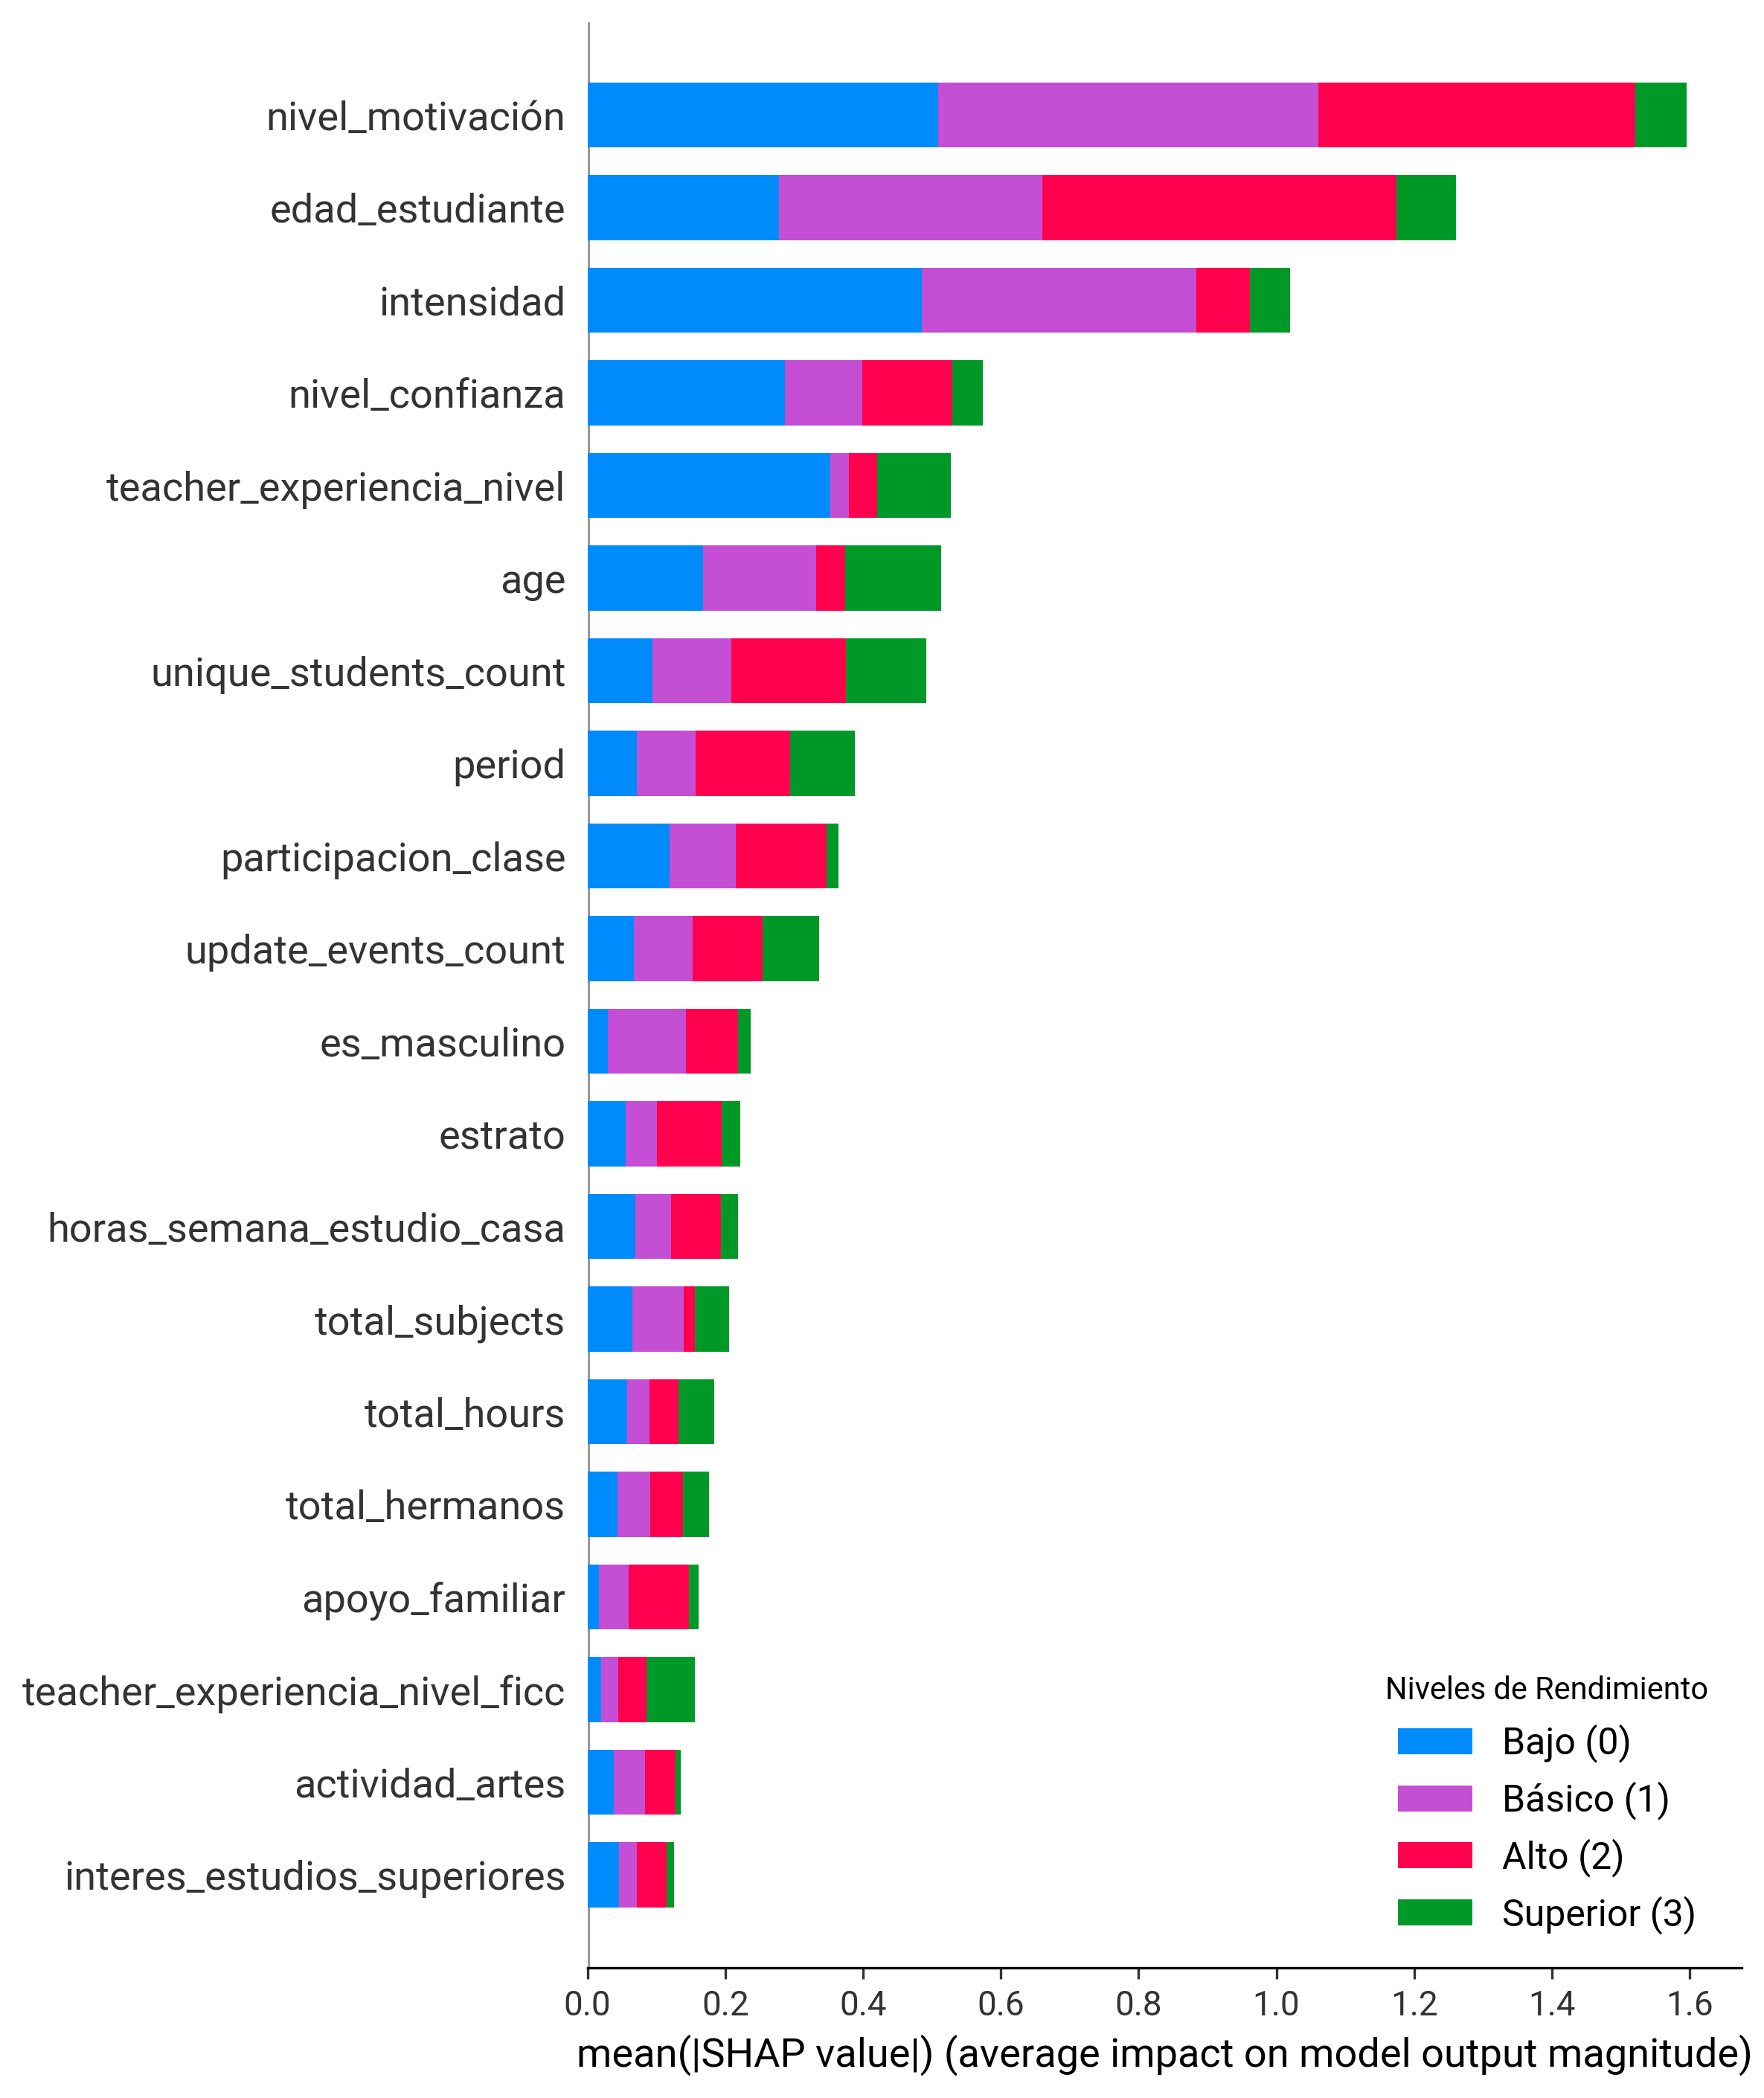 nivel_motivación
edad_estudiante
intensidad
nivel_confianza
teacher_experiencia_nivel
age
unique_students_count
period
participacion_clase
update_events_count
es_masculino
estrato
horas_semana_estudio_casa
total_subjects
total_hours
total_hermanos
apoyo_familiar
teacher_experiencia_nivel_ficc
actividad_artes
interes_estudios_superiores
Niveles de Rendimiento
Bajo (0)
Básico (1)
Alto (2)
Superior (3)
0.0 0.2 0.4 0.6 0.8 1.0 1.2 1.4 1.6
mean(|SHAP value|) (average impact on model output magnitude)